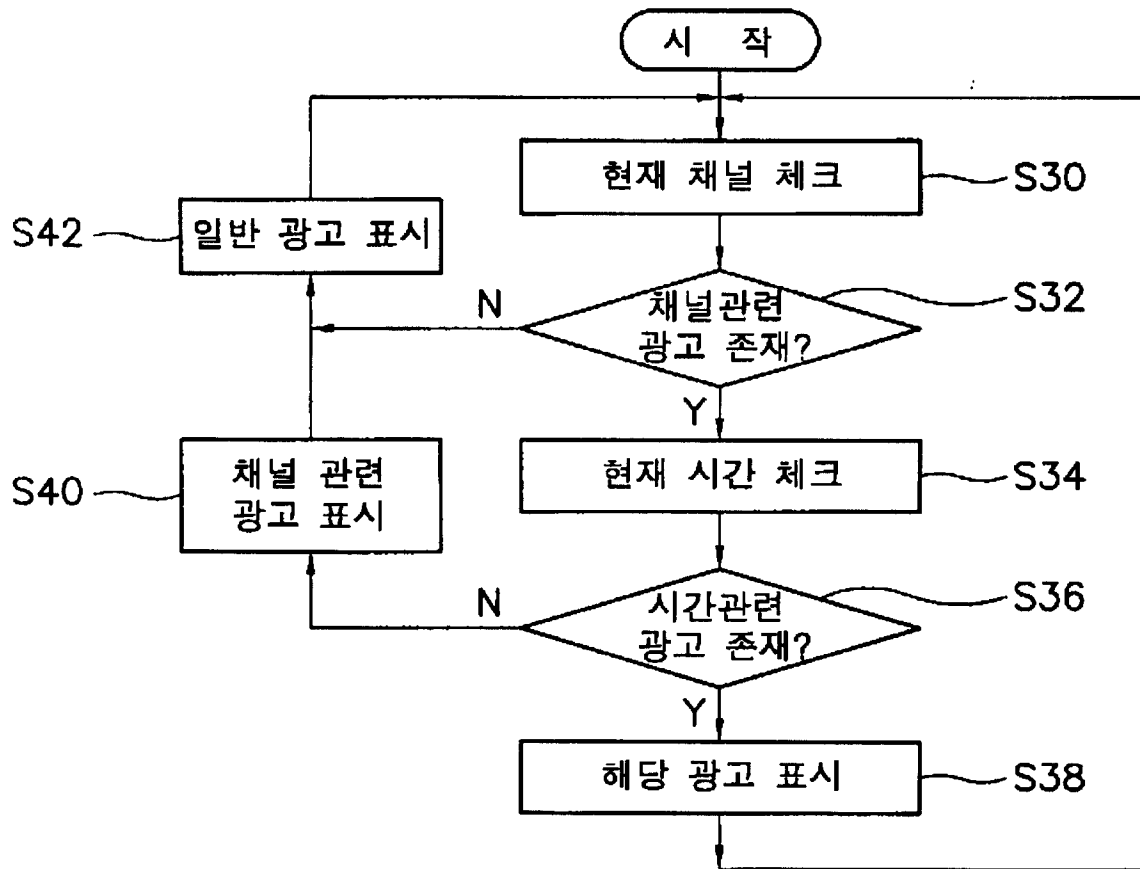 시 작
현재 채널 체크
S30
S42
일반 광고 표시
채널관련
광고 존재?
S32
N
Y
S40
채널 관련
광고 표시
현재 시간 체크
S34
시간관련
광고 존재?
S36
N
Y
해당 광고 표시
S38